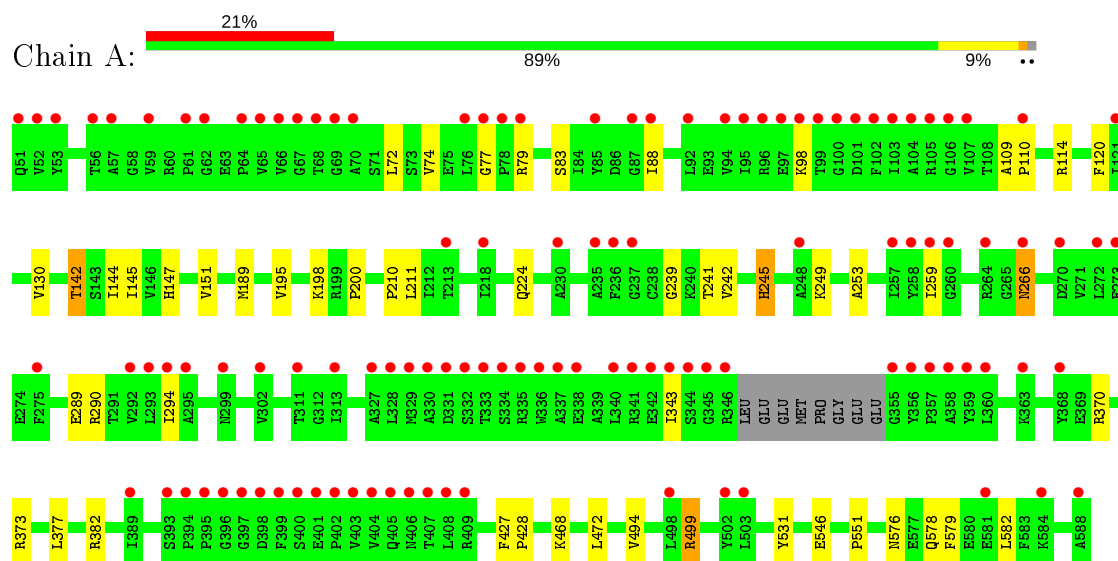 21%
Chain A:
89% 9% ••
Q51 V52 Y53 T56 A57 G58 V59 R60 P61 G62 E63 P64 V65 V66 G67 T68 G69 A70 S71 L72 S73 V74 E75 L76 G77 P78 R79 S83 I84 Y85 D86 G87 I88 L92 E93 V94 I95 R96 E97 K98 T99 G100 D101 F102 I103 A104 R105 G106 V107 T108 A109 P110 R114 F120 I121
V130 T142 S143 I144 I145 V146 H147 V151 M189 V195 K198 R199 P200 P210 L211 I212 T213 I218 Q224 A230 A235 F236 G237 C238 G239 K240 T241 V242 H245 A248 K249 A253 I257 Y258 I259 G260 R264 G265 N266 D270 V271 L272 E273
E274 F275 E289 R290 T291 V292 L293 I294 A295 N299 V302 T311 G312 I313 A327 L328 M329 A330 D331 S332 T333 S334 R335 W336 A337 E338 A339 L340 R341 E342 I343 S344 G345 R346 LEU GLU GLU MET PRO GLY GLU GLU G355 Y356 P357 A358 Y359 L360 K363 Y368 E369 R370
R373 L377 R382 I389 S393 P394 P395 G396 G397 D398 F399 S400 E401 P402 V403 V404 Q405 N406 T407 L408 R409 F427 P428 K468 L472 V494 L498 R499 Y502 L503 Y531 E546 P551 N576 E577 Q578 F579 E580 E581 L582 F583 K584 A588